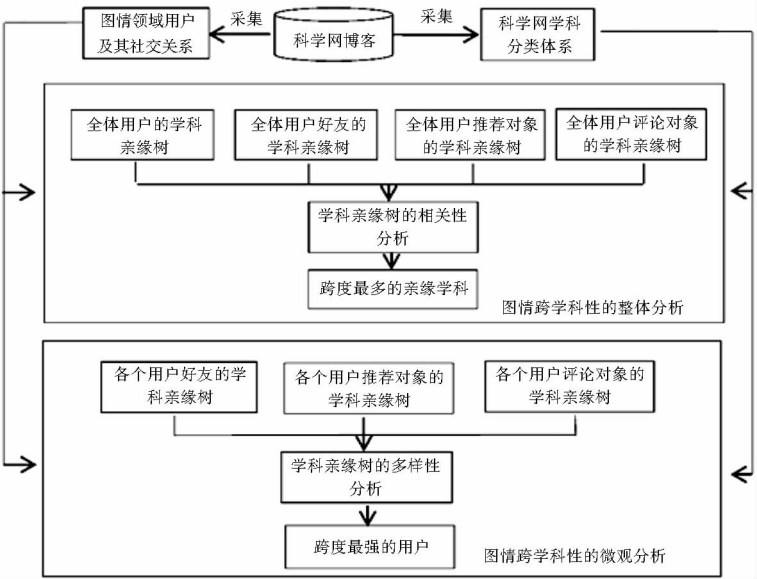 图情领域用户
及其社交关系
采集
科学网博客
采集
科学网学科
分类体系
全体用户的学科
亲缘树
全体用户好友的
学科亲缘树
全体用户推荐对象
的学科亲缘树
全体用户评论对象
的学科亲缘树
学科亲缘树的相关性
分析
跨度最多的亲缘学科
图情跨学科性的整体分析
各个用户好友的学
科亲缘树
各个用户推荐对象的
学科亲缘树
各个用户评论对象的
学科亲缘树
学科亲缘树的多样性
分析
跨度最强的用户
图情跨学科性的微观分析